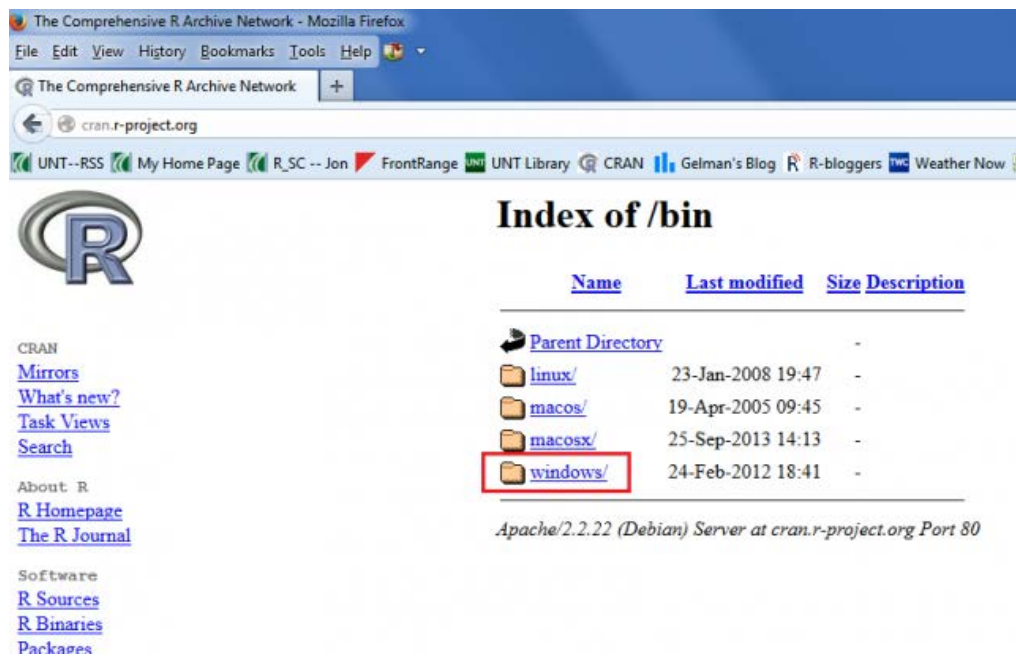 The Comprehensive R Archive Network - Mozilla Firefox
File Edit View History Bookmarks Tools Help
The Comprehensive R Archive Network +
cran.r-project.org
UNT--RSS My Home Page R_SC -- Jon FrontRange UNT UNT Library CRAN Gelman's Blog R R-bloggers TWC Weather Now
R
Index of /bin
Name Last modified Size Description
Parent Directory -
linux/ 23-Jan-2008 19:47 -
macos/ 19-Apr-2005 09:45 -
macosx/ 25-Sep-2013 14:13 -
windows/ 24-Feb-2012 18:41 -
Apache/2.2.22 (Debian) Server at cran.r-project.org Port 80
CRAN
Mirrors
What's new?
Task Views
Search
About R
R Homepage
The R Journal
Software
R Sources
R Binaries
Packages